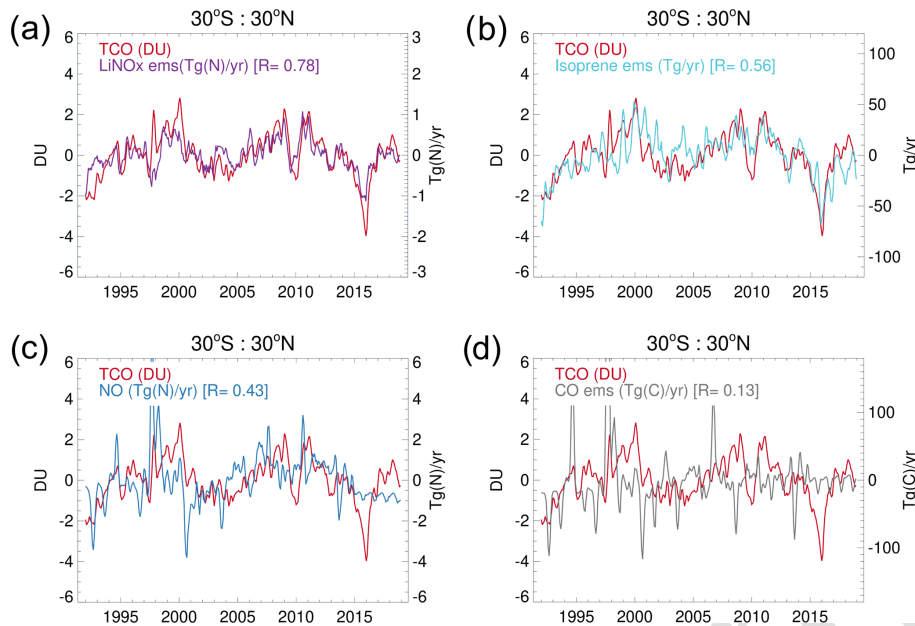 (a) 30°S : 30°N
TCO (DU)
LiNOx ems(Tg(N)/yr) [R= 0.78]
DU
6
4
2
0
-2
-4
-6
3
2
1
0
-1
-2
-3
Tg(N)/yr
1995 2000 2005 2010 2015
(b) 30°S : 30°N
TCO (DU)
Isoprene ems (Tg/yr) [R= 0.56]
DU
6
4
2
0
-2
-4
-6
100
50
0
-50
-100
Tg/yr
1995 2000 2005 2010 2015
(c) 30°S : 30°N
TCO (DU)
NO (Tg(N)/yr) [R= 0.43]
DU
6
4
2
0
-2
-4
-6
6
4
2
0
-2
-4
-6
Tg(N)/yr
1995 2000 2005 2010 2015
(d) 30°S : 30°N
TCO (DU)
CO ems (Tg(C)/yr) [R= 0.13]
DU
6
4
2
0
-2
-4
-6
100
0
-100
Tg(C)/yr
1995 2000 2005 2010 2015